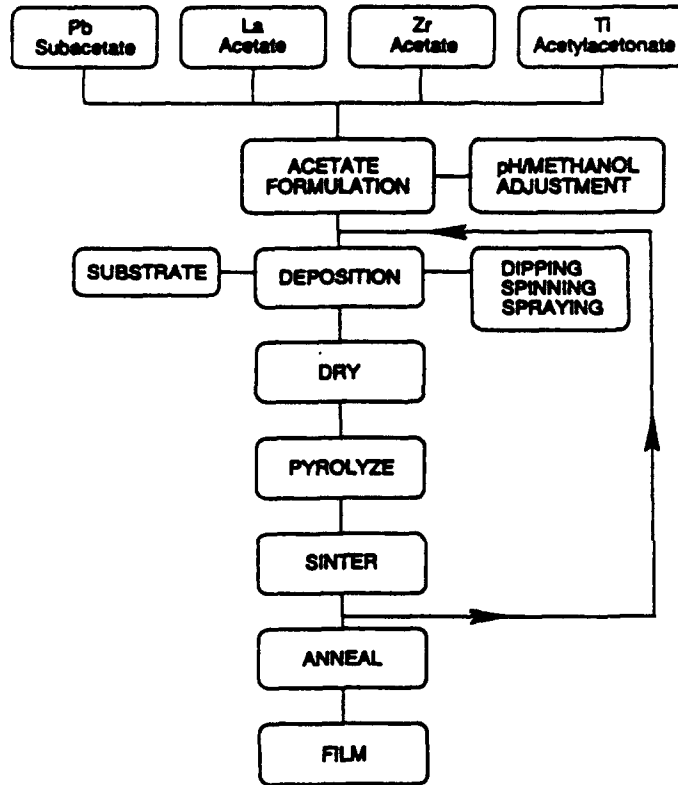 Pb
Subacetate
La
Acetate
Zr
Acetate
Ti
Acetylacetonate
ACETATE
FORMULATION
pH/METHANOL
ADJUSTMENT
SUBSTRATE
DEPOSITION
DIPPING
SPINNING
SPRAYING
DRY
PYROLYZE
SINTER
ANNEAL
FILM